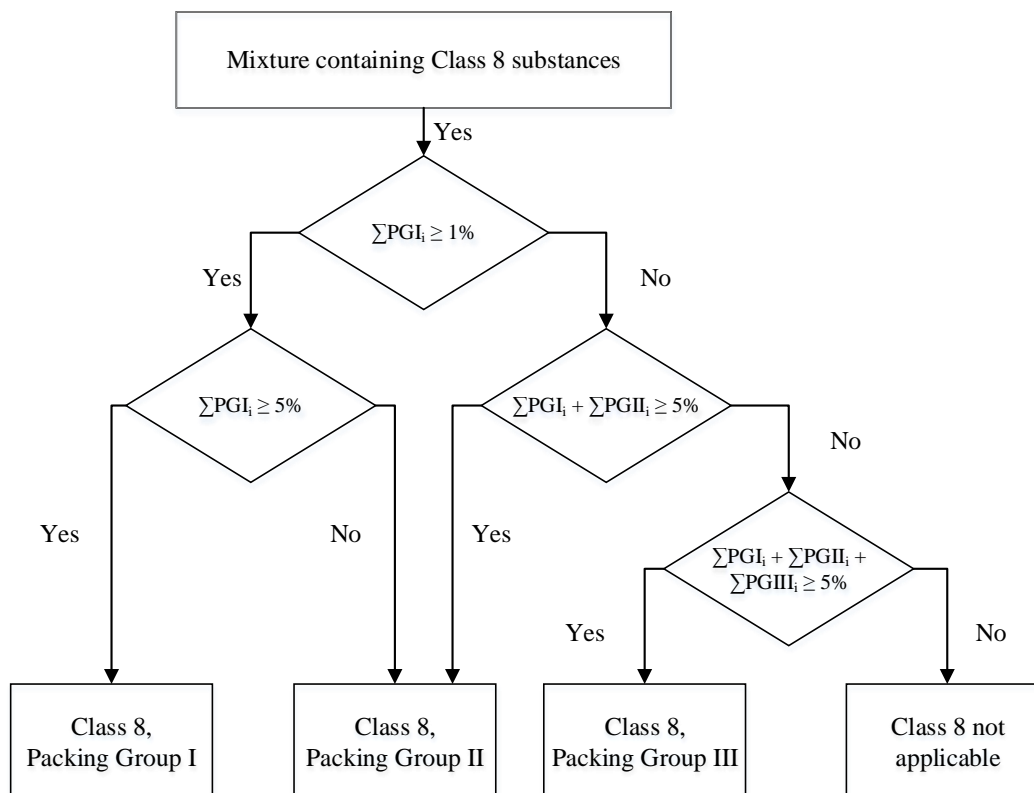 Mixture containing Class 8 substances
Yes
∑PGIᵢ ≥ 1%
Yes
No
∑PGIᵢ ≥ 5%
∑PGIᵢ + ∑PGIIᵢ ≥ 5%
No
Yes
No
Yes
∑PGIᵢ + ∑PGIIᵢ +
∑PGIIIᵢ ≥ 5%
Yes
No
Class 8,
Packing Group I
Class 8,
Packing Group II
Class 8,
Packing Group III
Class 8 not
applicable